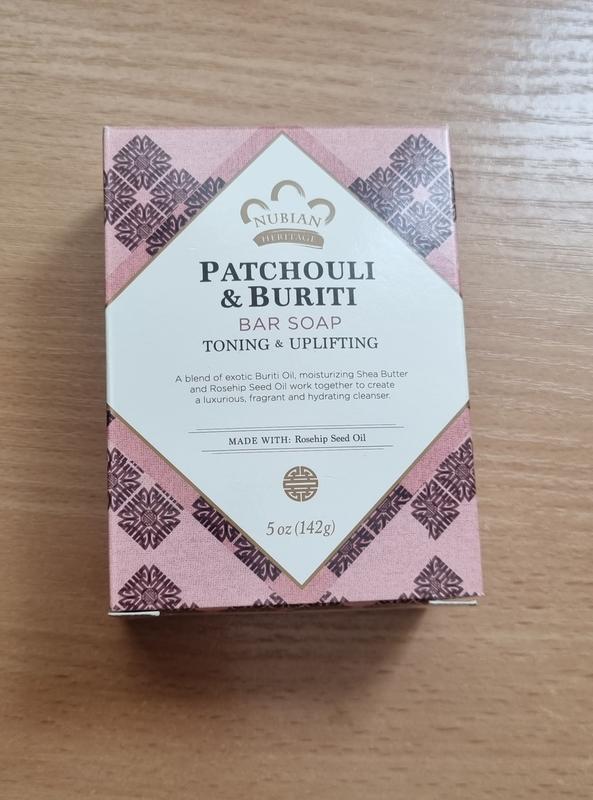 NUBIAN
HERITAGE
PATCHOULI
& BURITI
BAR SOAP
TONING & UPLIFTING
A blend of exotic Buriti Oil, moisturizing Shea Butter
and Rosehip Seed Oil work together to create
a luxurious, fragrant and hydrating cleanser.
MADE WITH: Rosehip Seed Oil
5 oz (142g)